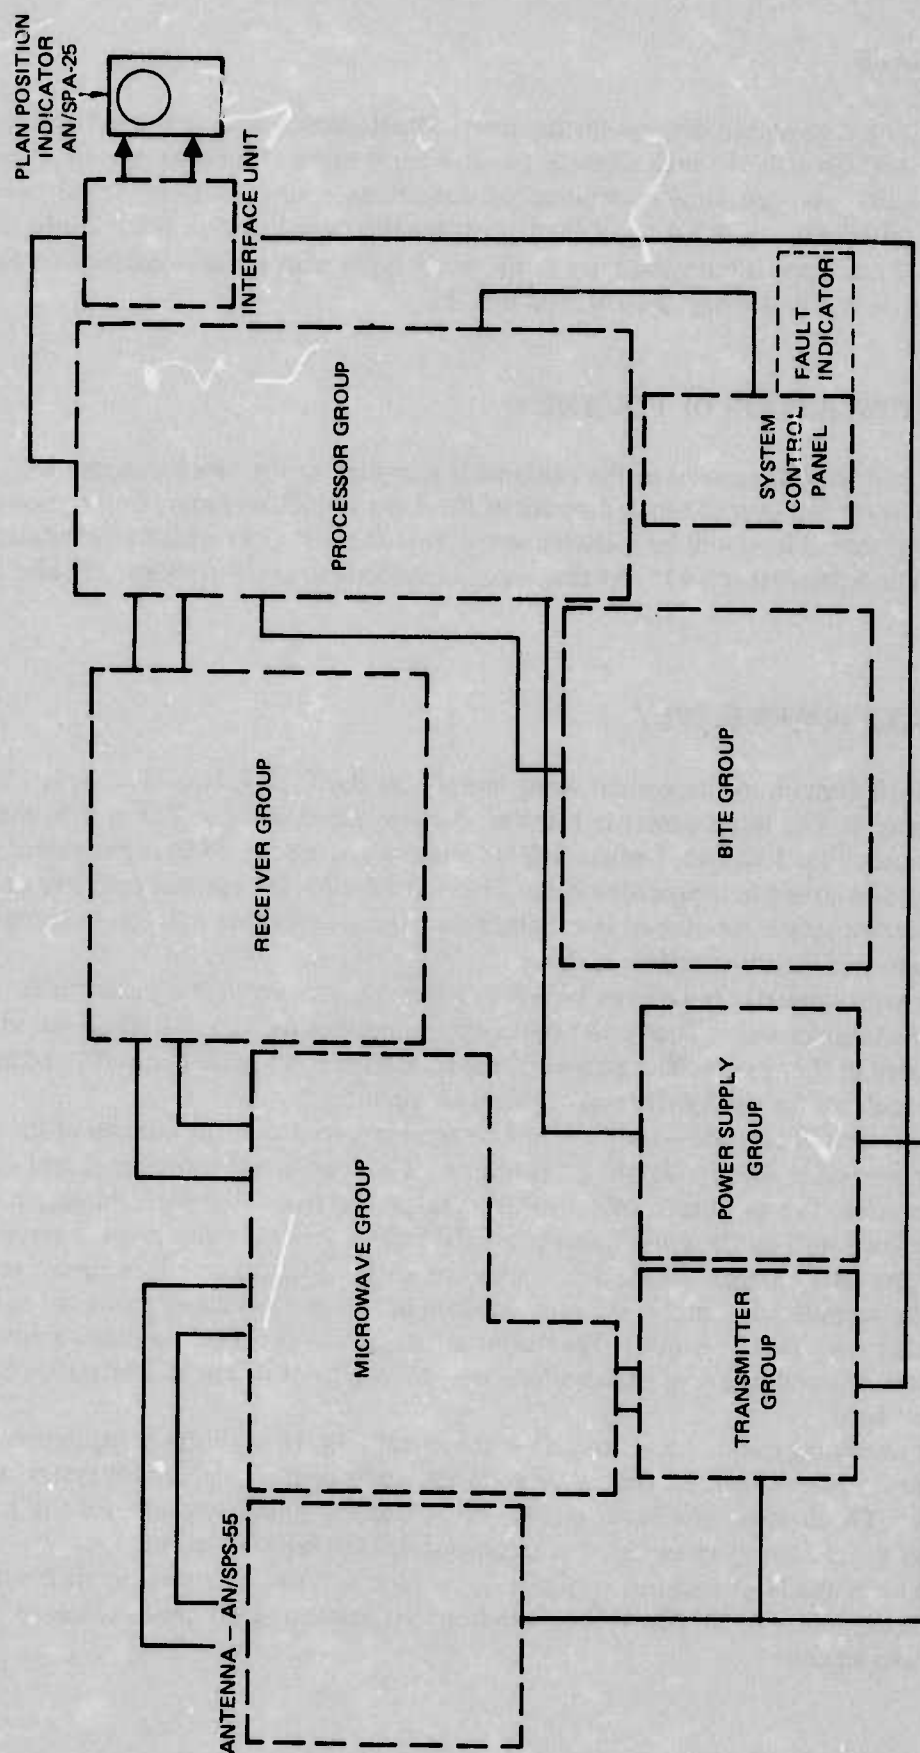 PLAN POSITION
INDICATOR
AN/SPA-25
INTERFACE UNIT
PROCESSOR GROUP
SYSTEM
CONTROL
PANEL
FAULT
INDICATOR
RECEIVER GROUP
BITE GROUP
MICROWAVE GROUP
POWER SUPPLY
GROUP
TRANSMITTER
GROUP
ANTENNA – AN/SPS-55